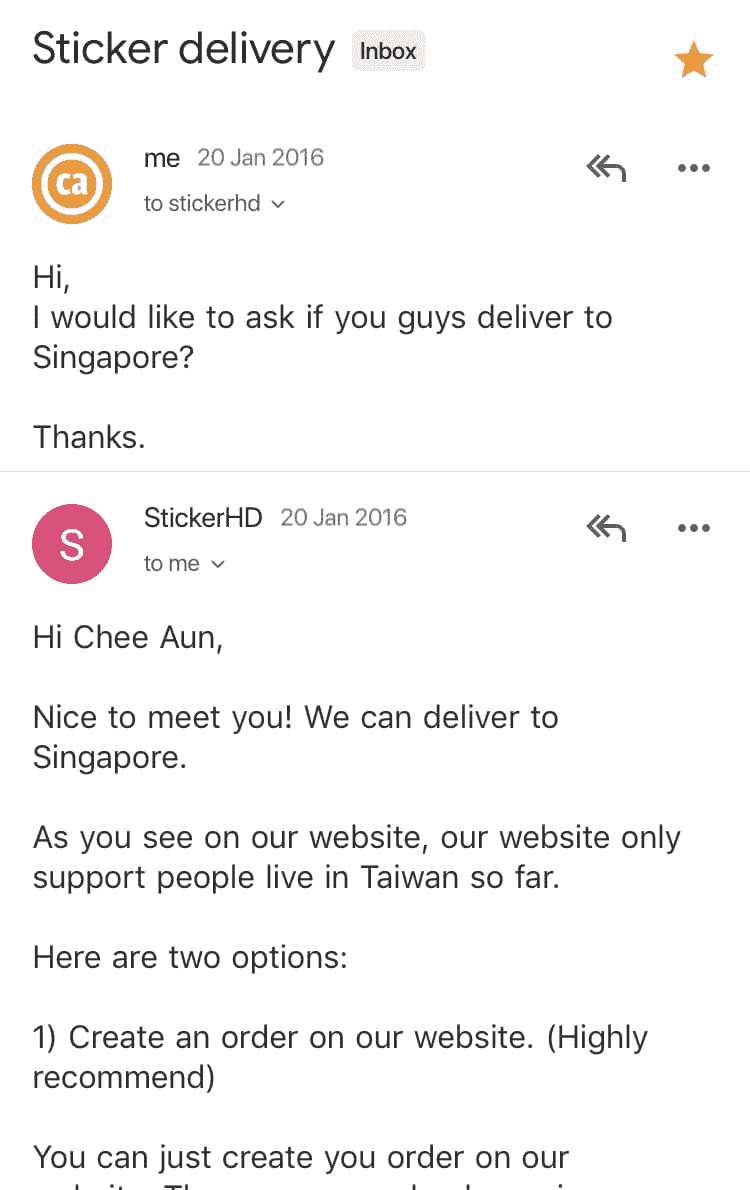 Sticker delivery Inbox
me 20 Jan 2016
ca
to stickerhd
Hi,
I would like to ask if you guys deliver to
Singapore?
Thanks.
StickerHD 20 Jan 2016
S
to me
Hi Chee Aun,
Nice to meet you! We can deliver to
Singapore.
As you see on our website, our website only
support people live in Taiwan so far.
Here are two options:
1) Create an order on our website. (Highly
recommend)
You can just create you order on our